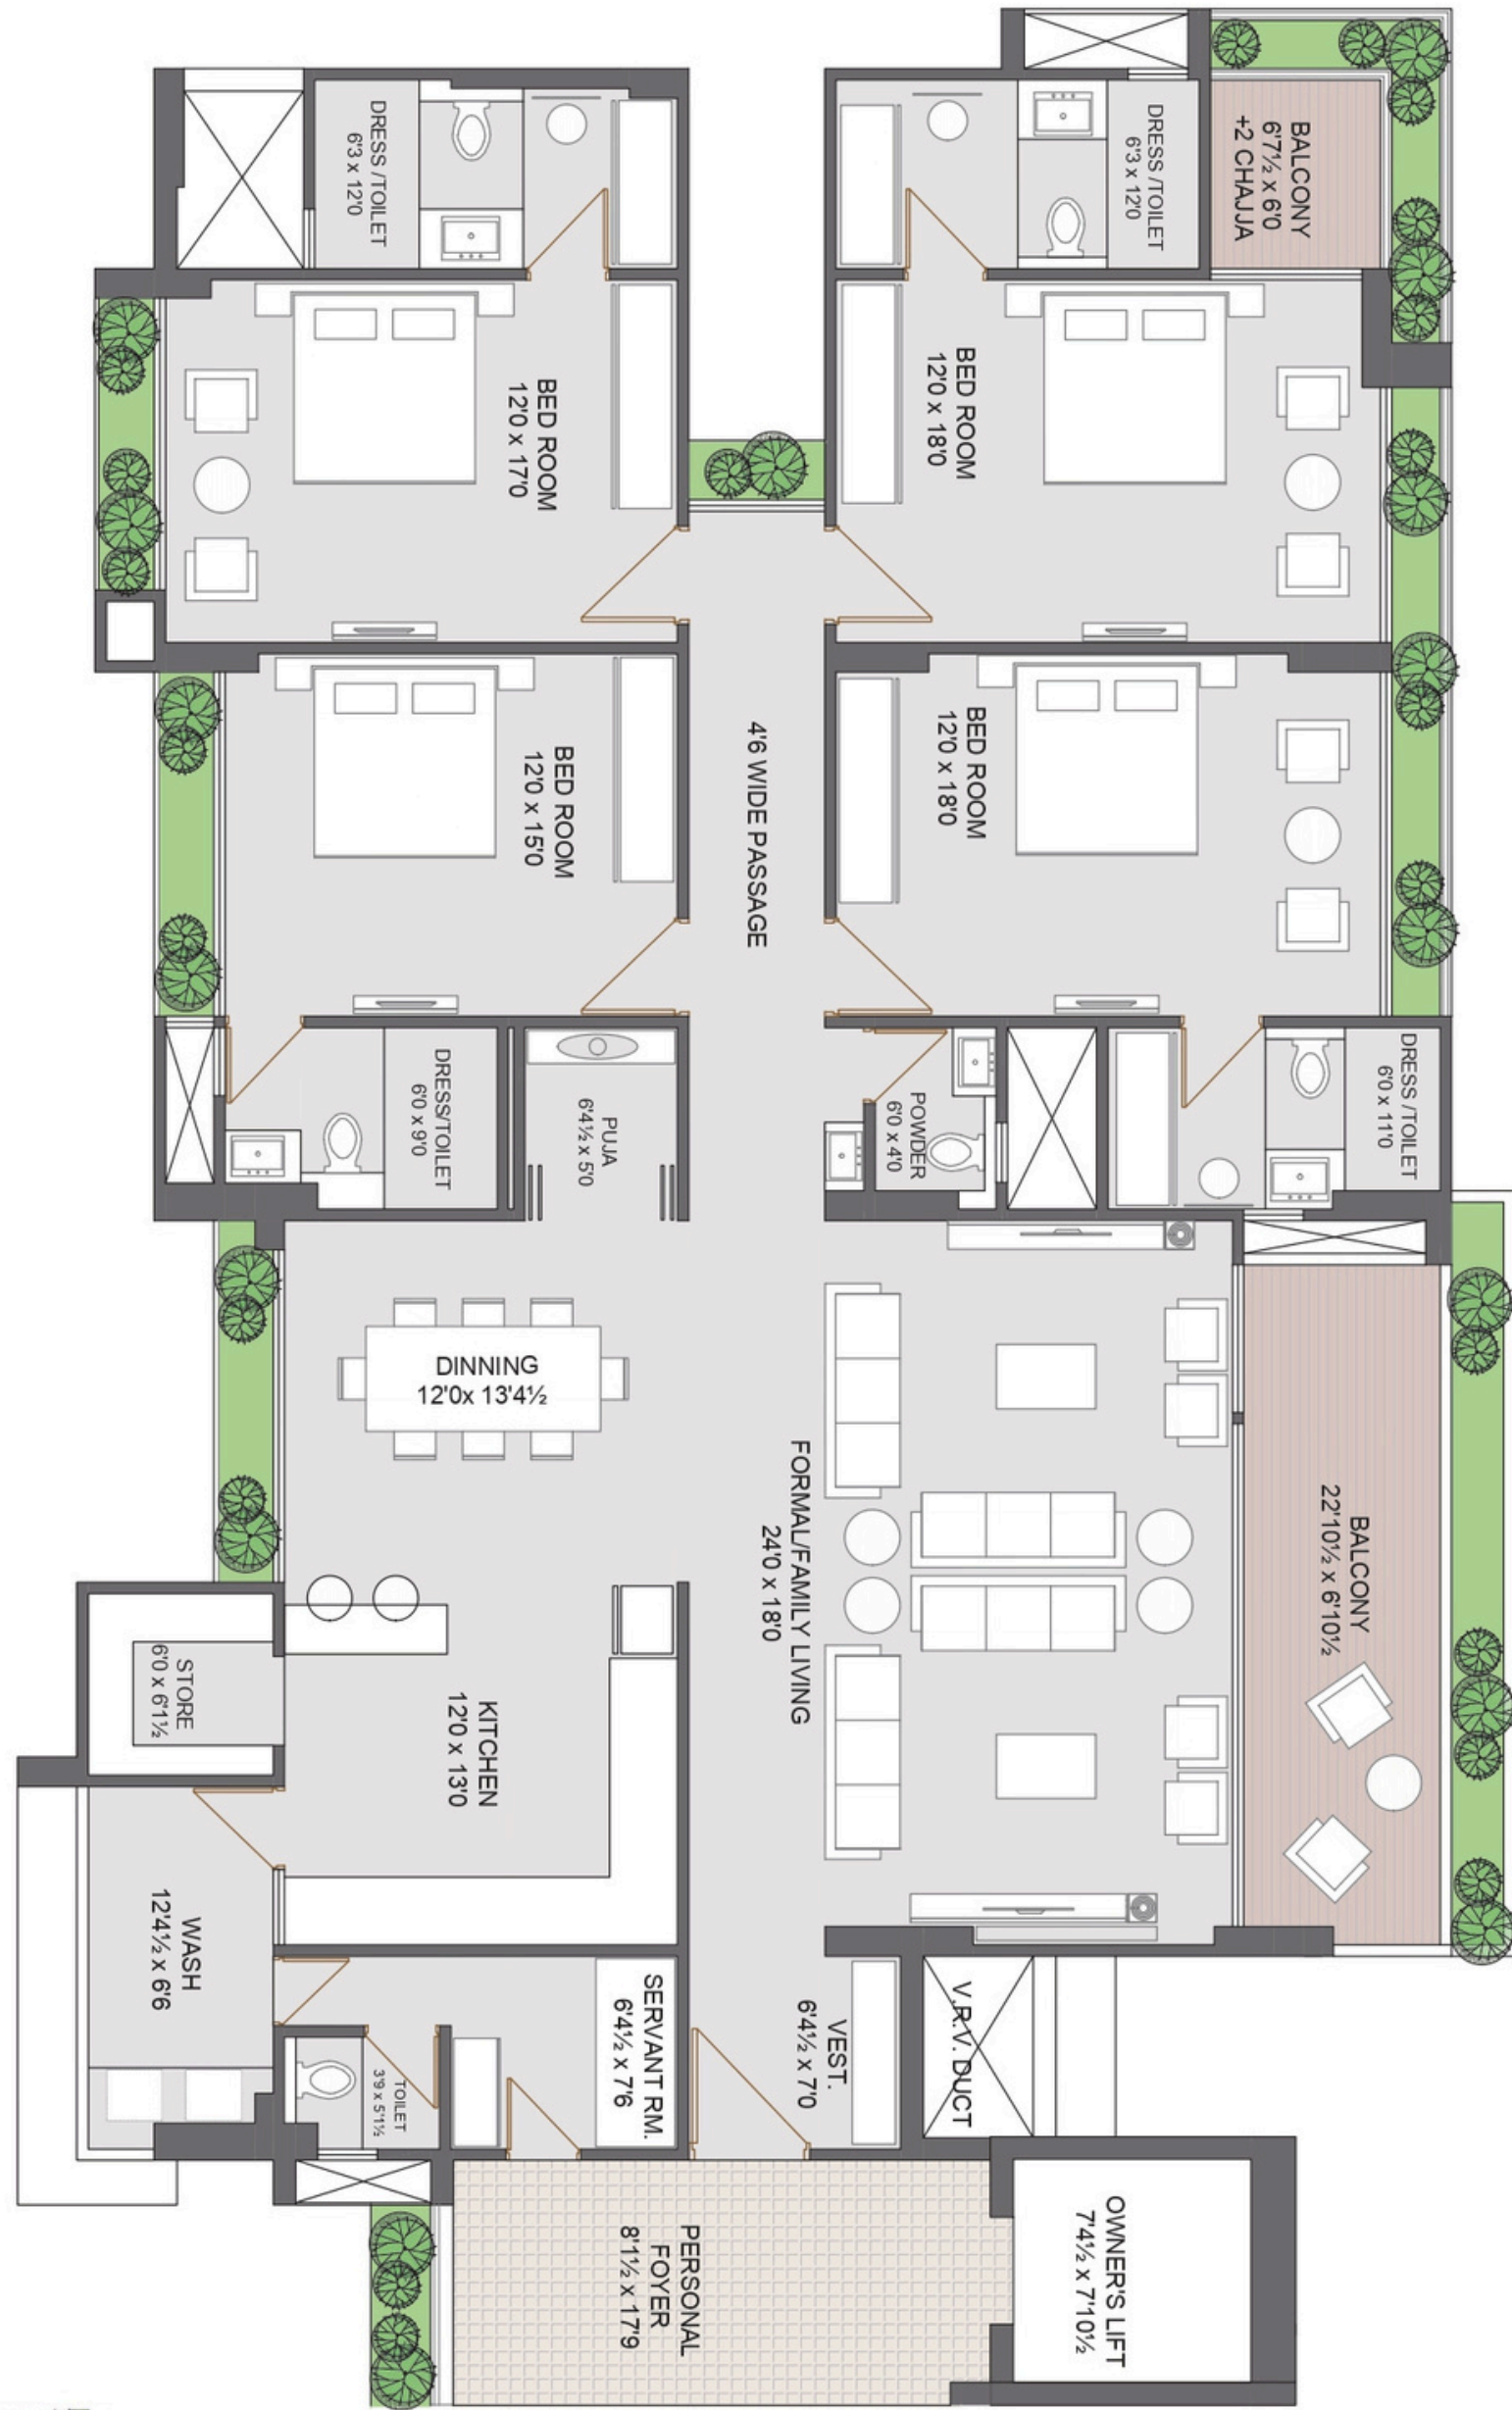 DRESS /TOILET
6'3 x 12'0
DRESS /TOILET
6'3 x 12'0
BALCONY
6'7½ x 6'0
+2 CHAJJA
BED ROOM
12'0 x 17'0
BED ROOM
12'0 x 18'0
BED ROOM
12'0 x 15'0
4'6 WIDE PASSAGE
BED ROOM
12'0 x 18'0
DRESS/TOILET
6'0 x 9'0
PUJA
6'4½ x 5'0
POWDER
6'0 x 4'0
DRESS /TOILET
6'0 x 11'0
DINNING
12'0x 13'4½
FORMAL/FAMILY LIVING
24'0 x 18'0
BALCONY
22'10½ x 6'10½
STORE
6'0 x 6'1½
KITCHEN
12'0 x 13'0
WASH
12'4½ x 6'6
SERVANT RM.
6'4½ x 7'6
VEST.
6'4½ x 7'0
V.R.V. DUCT
TOILET
3'9 x 5'1½
PERSONAL
FOYER
8'1½ x 17'9
OWNER'S LIFT
7'4½ x 7'10½